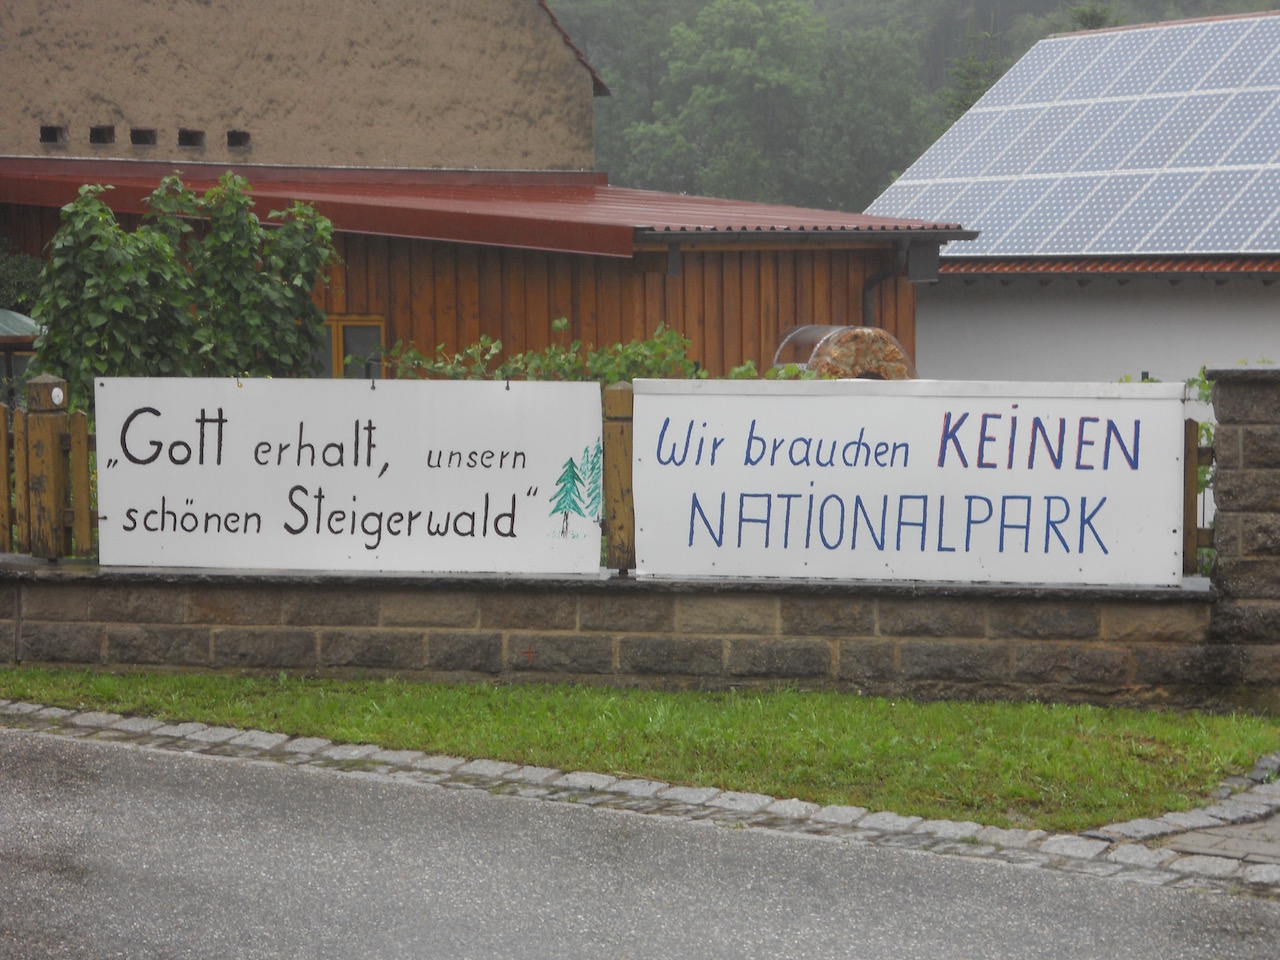 „Gott erhalt, unsern
schönen Steigerwald“
Wir brauchen KEINEN
NATIONALPARK